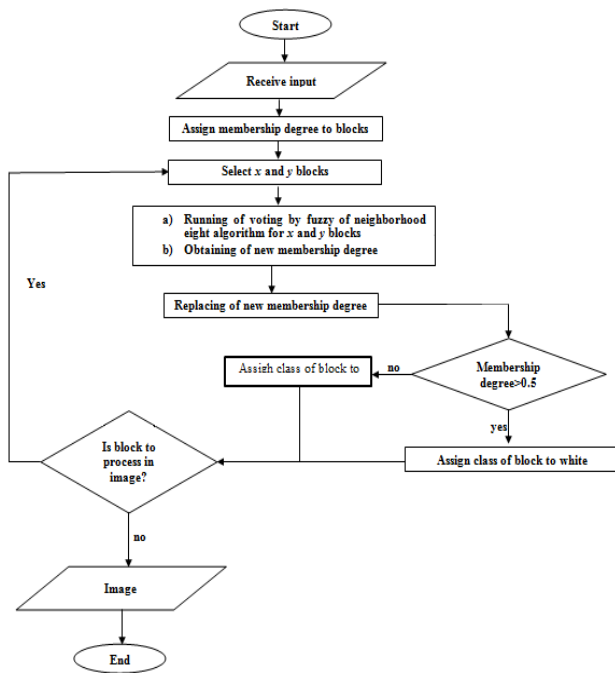 Start
Receive input
Assign membership degree to blocks
Select x and y blocks
a) Running of voting by fuzzy of neighborhood
eight algorithm for x and y blocks
b) Obtaining of new membership degree
Yes
Replacing of new membership degree
Membership
degree>0.5
no
Assign class of block to
yes
Assign class of block to white
Is block to
process in
image?
no
Image
End